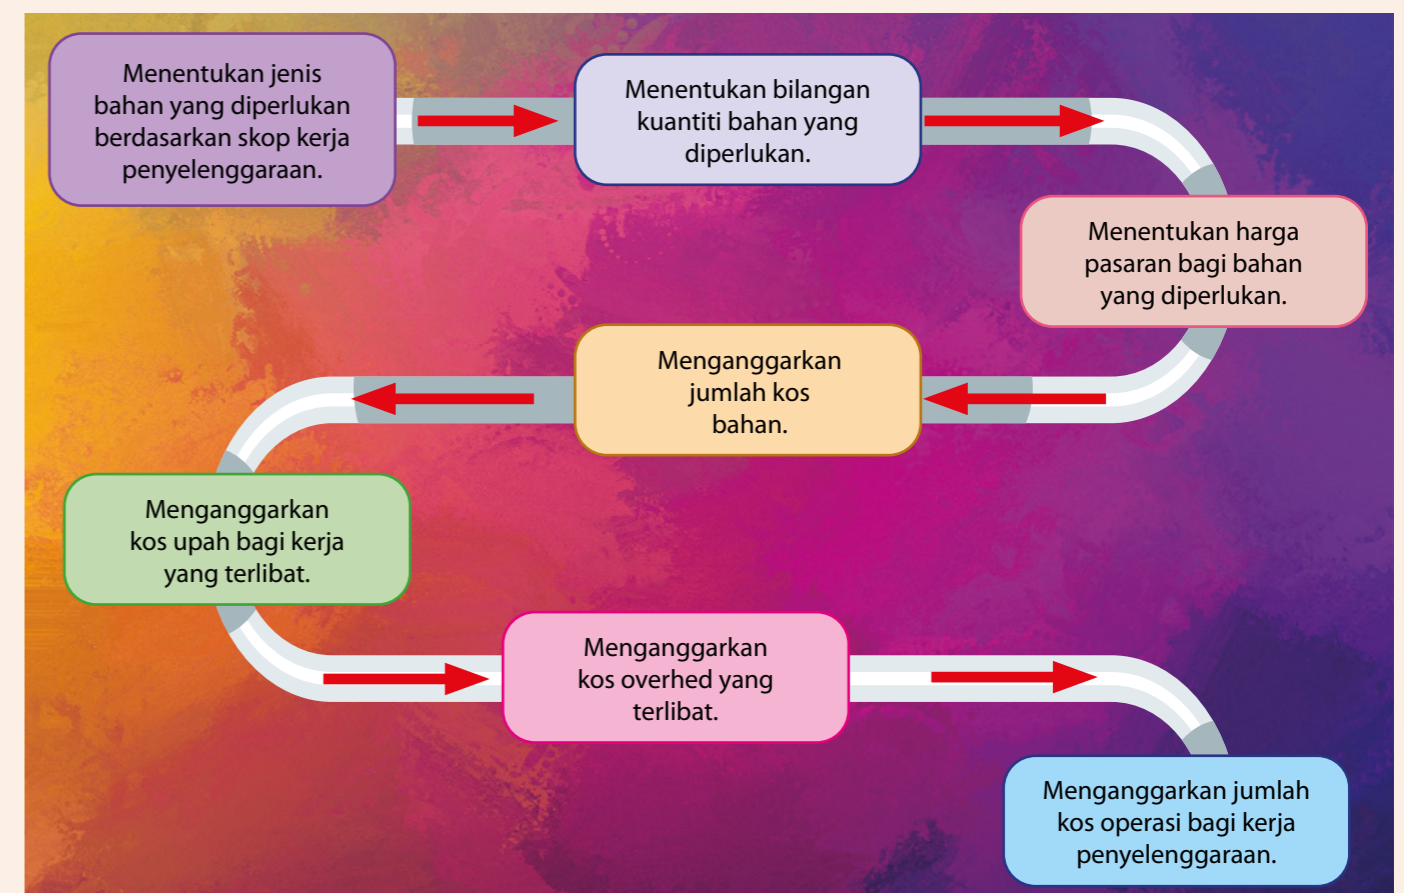 Menentukan jenis
bahan yang diperlukan
berdasarkan skop kerja
penyelenggaraan.
Menentukan bilangan
kuantiti bahan yang
diperlukan.
Menentukan harga
pasaran bagi bahan
yang diperlukan.
Menganggarkan
jumlah kos
bahan.
Menganggarkan
kos upah bagi kerja
yang terlibat.
Menganggarkan
kos overhed yang
terlibat.
Menganggarkan jumlah
kos operasi bagi kerja
penyelenggaraan.